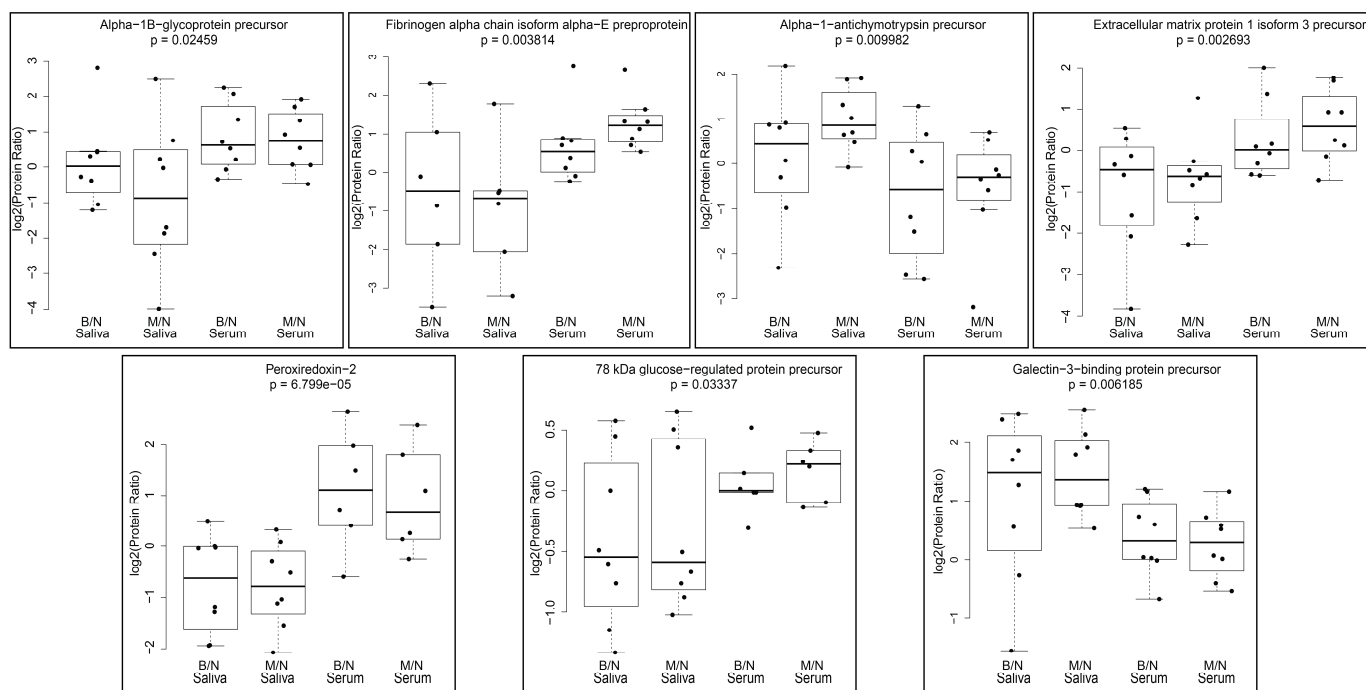 Alpha−1B−glycoprotein precursor
p = 0.02459
log2(Protein Ratio)
3
2
1
0
−1
−2
−3
−4
B/N M/N B/N M/N
Saliva Saliva Serum Serum
Fibrinogen alpha chain isoform alpha−E preproprotein
p = 0.003814
log2(Protein Ratio)
3
2
1
0
−1
−2
−3
B/N M/N B/N M/N
Saliva Saliva Serum Serum
Alpha−1−antichymotrypsin precursor
p = 0.009982
log2(Protein Ratio)
2
1
0
−1
−2
−3
B/N M/N B/N M/N
Saliva Saliva Serum Serum
Extracellular matrix protein 1 isoform 3 precursor
p = 0.002693
log2(Protein Ratio)
2
1
0
−1
−2
−3
−4
B/N M/N B/N M/N
Saliva Saliva Serum Serum
Peroxiredoxin−2
p = 6.799e−05
log2(Protein Ratio)
2
1
0
−1
−2
B/N M/N B/N M/N
Saliva Saliva Serum Serum
78 kDa glucose−regulated protein precursor
p = 0.03337
log2(Protein Ratio)
0.5
0.0
−0.5
−1.0
B/N M/N B/N M/N
Saliva Saliva Serum Serum
Galectin−3−binding protein precursor
p = 0.006185
log2(Protein Ratio)
2
1
0
−1
B/N M/N B/N M/N
Saliva Saliva Serum Serum